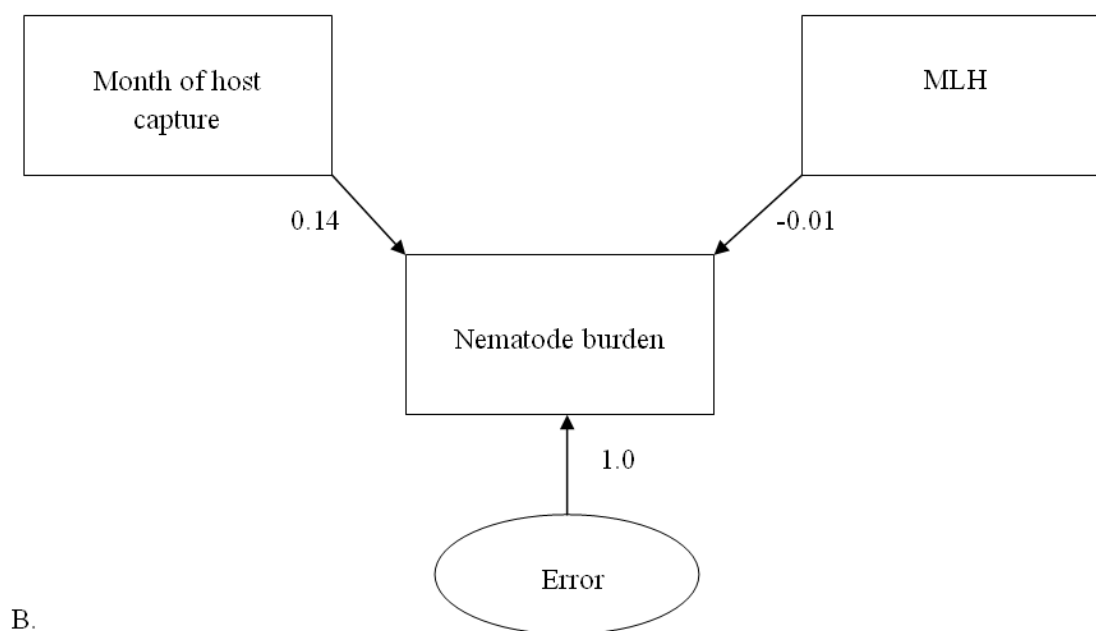 Month of host
capture
MLH
0.14
-0.01
Nematode burden
1.0
Error
B.